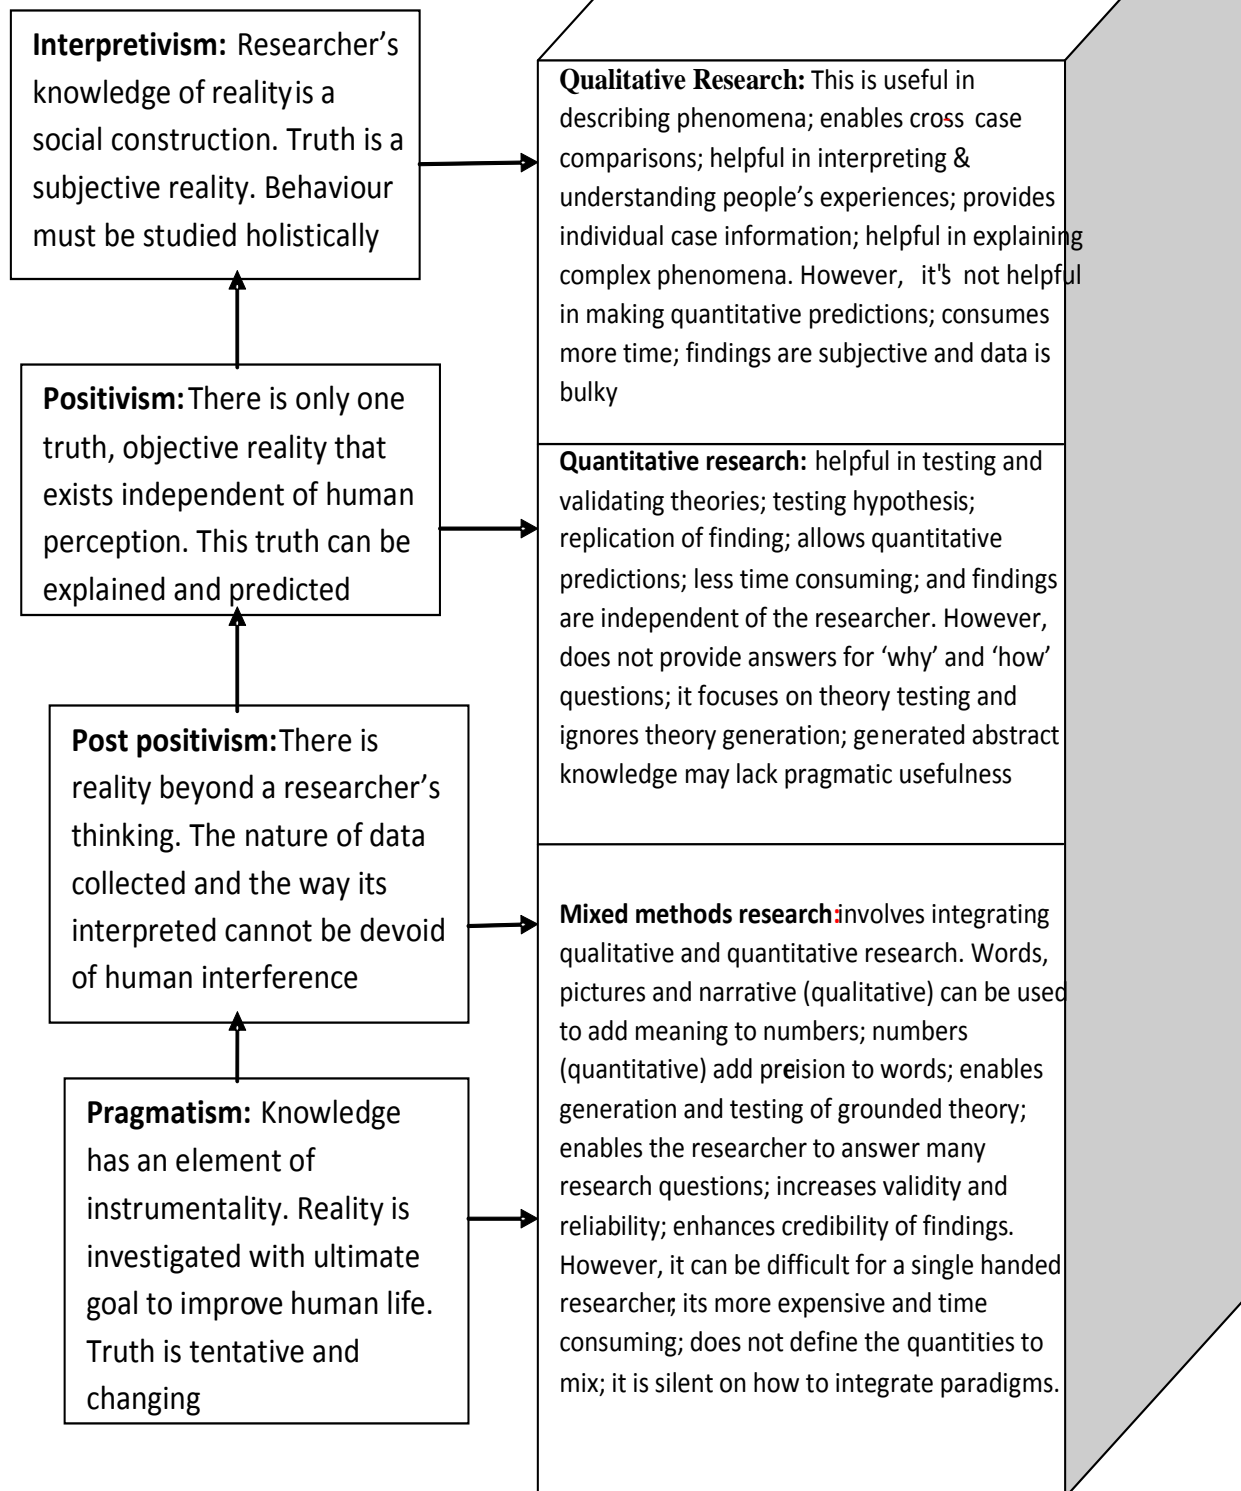 Interpretivism: Researcher’s
knowledge of reality is a
social construction. Truth is a
subjective reality. Behaviour
must be studied holistically
Positivism: There is only one
truth, objective reality that
exists independent of human
perception. This truth can be
explained and predicted
Post positivism: There is
reality beyond a researcher’s
thinking. The nature of data
collected and the way its
interpreted cannot be devoid
of human interference
Pragmatism: Knowledge
has an element of
instrumentality. Reality is
investigated with ultimate
goal to improve human life.
Truth is tentative and
changing
Qualitative Research: This is useful in
describing phenomena; enables cross case
comparisons; helpful in interpreting &
understanding people’s experiences; provides
individual case information; helpful in explaining
complex phenomena. However, it's not helpful
in making quantitative predictions; consumes
more time; findings are subjective and data is
bulky
Quantitative research: helpful in testing and
validating theories; testing hypothesis;
replication of finding; allows quantitative
predictions; less time consuming; and findings
are independent of the researcher. However,
does not provide answers for ‘why’ and ‘how’
questions; it focuses on theory testing and
ignores theory generation; generated abstract
knowledge may lack pragmatic usefulness
Mixed methods research: involves integrating
qualitative and quantitative research. Words,
pictures and narrative (qualitative) can be used
to add meaning to numbers; numbers
(quantitative) add precision to words; enables
generation and testing of grounded theory;
enables the researcher to answer many
research questions; increases validity and
reliability; enhances credibility of findings.
However, it can be difficult for a single handed
researcher; its more expensive and time
consuming; does not define the quantities to
mix; it is silent on how to integrate paradigms.